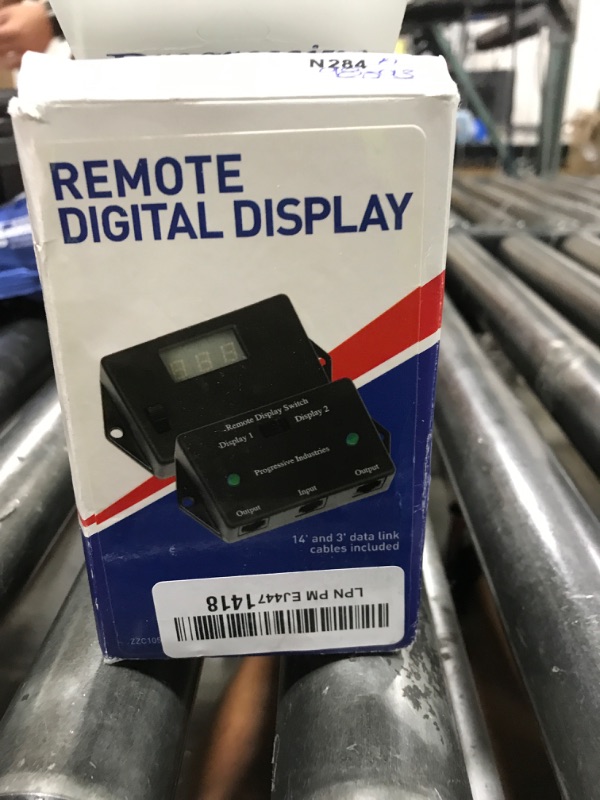 N284
REMOTE
DIGITAL DISPLAY
Remote Display Switch
Display 1 Display 2
Progressive Industries
Output Input Output
14' and 3' data link
cables included
LPN PM EJ4471418